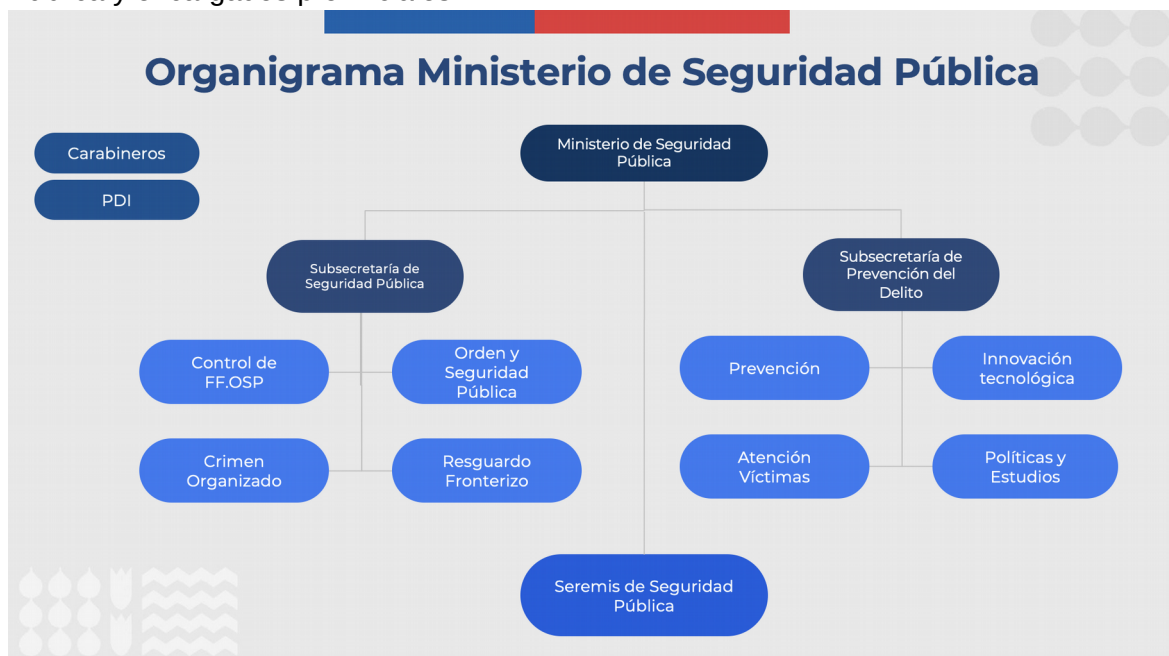 Organigrama Ministerio de Seguridad Pública
Carabineros
PDI
Ministerio de Seguridad
Pública
Subsecretaría de
Seguridad Pública
Subsecretaría de
Prevención del
Delito
Control de
FF.OSP
Orden y
Seguridad
Pública
Prevención
Innovación
tecnológica
Crimen
Organizado
Resguardo
Fronterizo
Atención
Víctimas
Políticas y
Estudios
Seremis de Seguridad
Pública